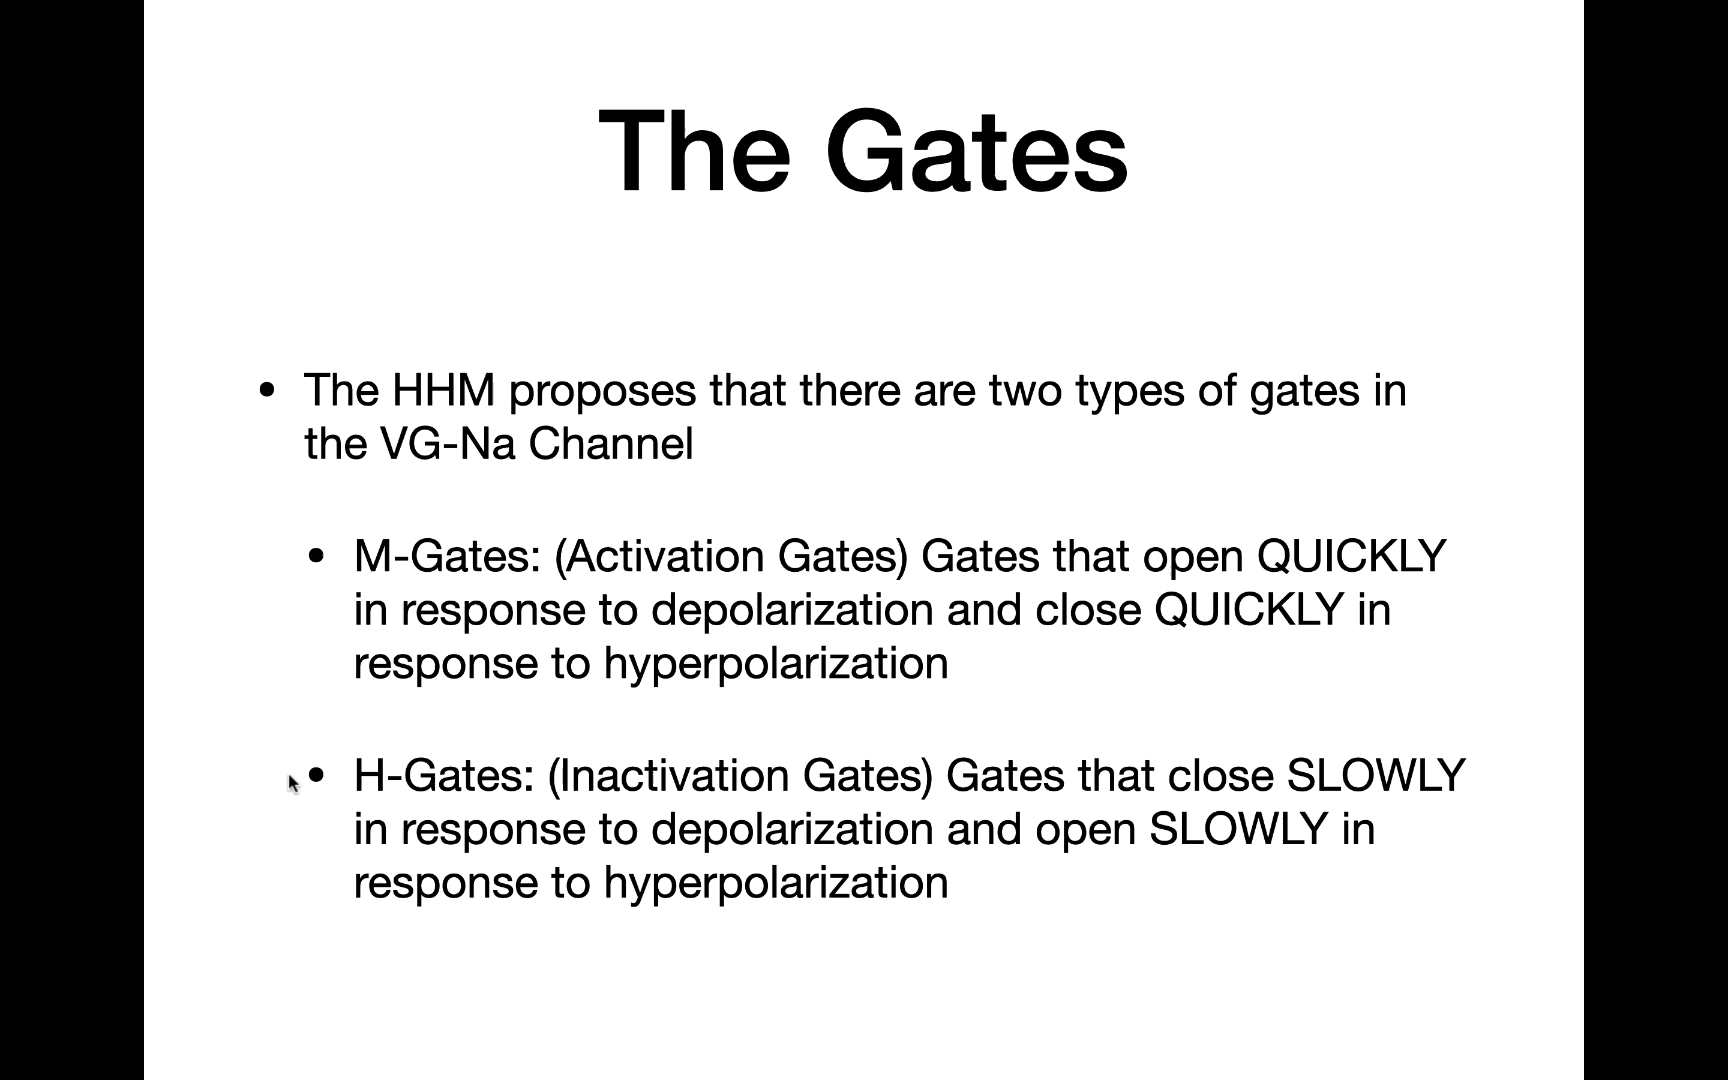 The Gates
• The HHM proposes that there are two types of gates in
the VG-Na Channel
• M-Gates: (Activation Gates) Gates that open QUICKLY
in response to depolarization and close QUICKLY in
response to hyperpolarization
• H-Gates: (Inactivation Gates) Gates that close SLOWLY
in response to depolarization and open SLOWLY in
response to hyperpolarization